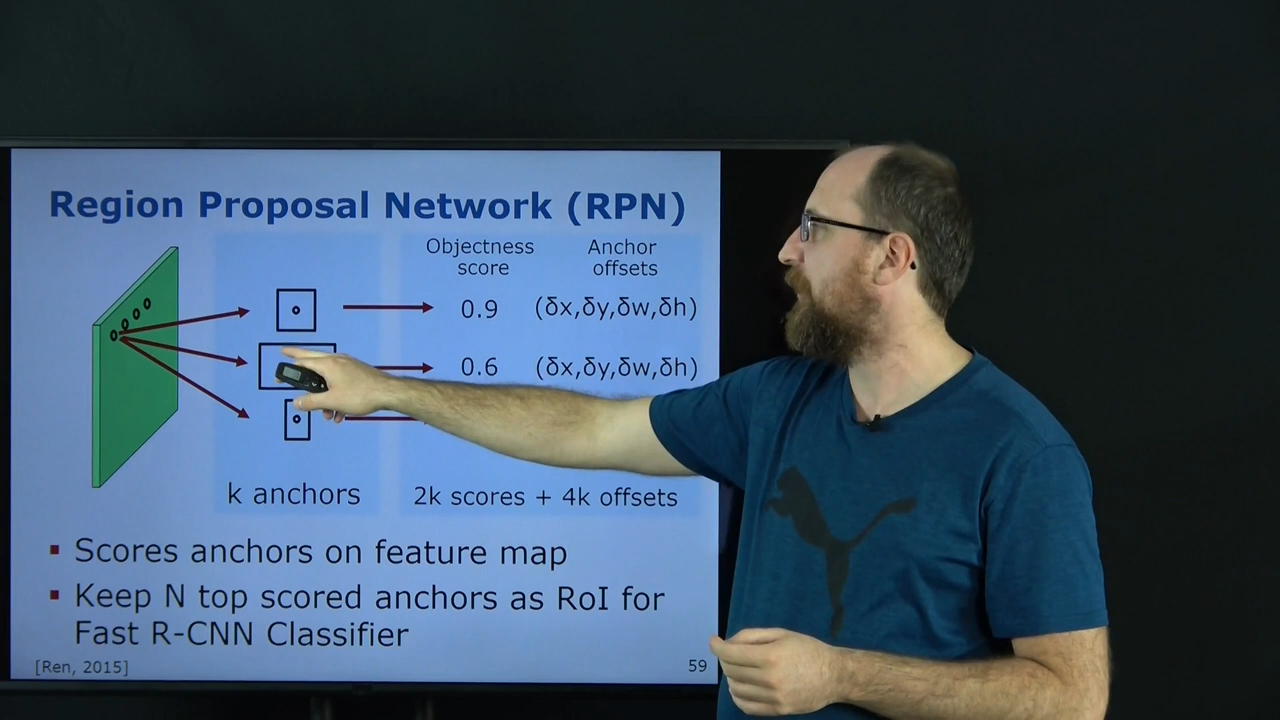 Region Proposal Network (RPN)
Objectness score
Anchor offsets
0.9 (δx,δy,δw,δh)
0.6 (δx,δy,δw,δh)
k anchors
2k scores + 4k offsets
▪ Scores anchors on feature map
▪ Keep N top scored anchors as RoI for
Fast R-CNN Classifier
[Ren, 2015]
59